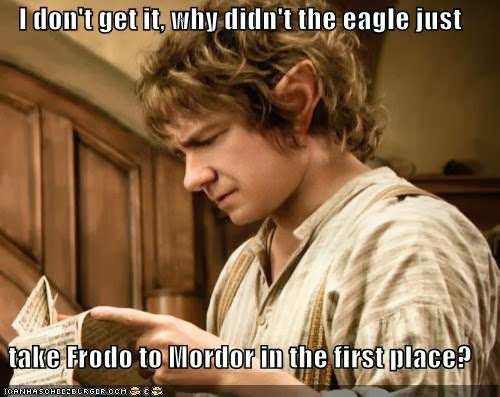 I don't get it, why didn't the eagle just
take Frodo to Mordor in the first place?
ICANHASCHEEZBURGER.COM